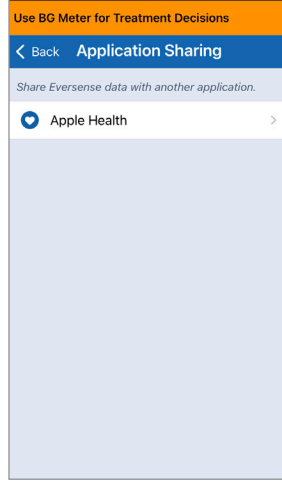 Use BG Meter for Treatment Decisions
Back Application Sharing
Share Eversense data with another application.
Apple Health